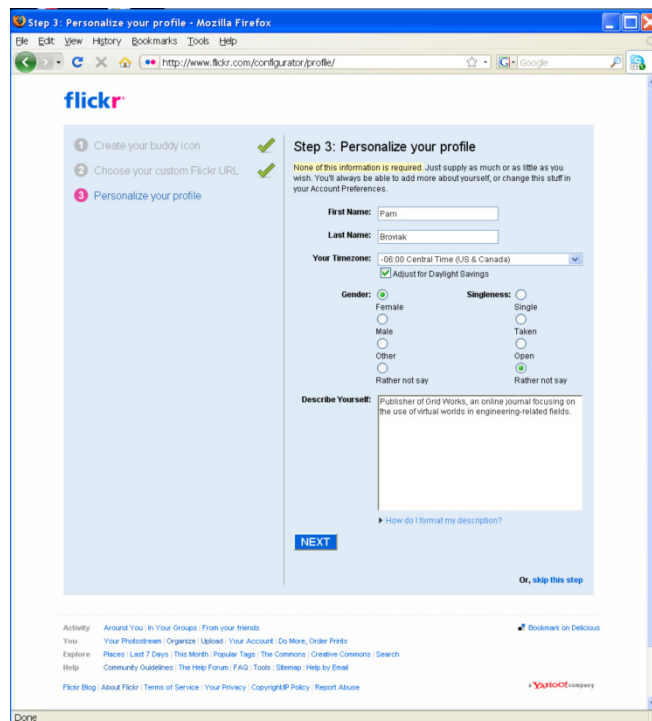 Step 3: Personalize your profile - Mozilla Firefox
File Edit View History Bookmarks Tools Help
http://www.flickr.com/configurator/profile/
Google
flickr
1 Create your buddy icon
2 Choose your custom Flickr URL
3 Personalize your profile
Step 3: Personalize your profile
None of this information is required. Just supply as much or as little as you
wish. You'll always be able to add more about yourself, or change this stuff in
your Account Preferences.
First Name: Pam
Last Name: Broviak
Your Timezone: -06:00 Central Time (US & Canada)
Adjust for Daylight Savings
Gender: Singleness:
Female Single
Male Taken
Other Open
Rather not say Rather not say
Describe Yourself: Publisher of Grid Works, an online journal focusing on
the use of virtual worlds in engineering-related fields.
How do I format my description?
NEXT
Or, skip this step
Activity Around You | In Your Groups | From your friends Bookmark on Delicious
You Your Photostream | Organize | Upload | Your Account | Do More, Order Prints
Explore Places | Last 7 Days | This Month | Popular Tags | The Commons | Creative Commons | Search
Help Community Guidelines | The Help Forum | FAQ | Tools | Sitemap | Help by Email
Flickr Blog | About Flickr | Terms of Service | Your Privacy | Copyright/IP Policy | Report Abuse
a YAHOO! company
Done